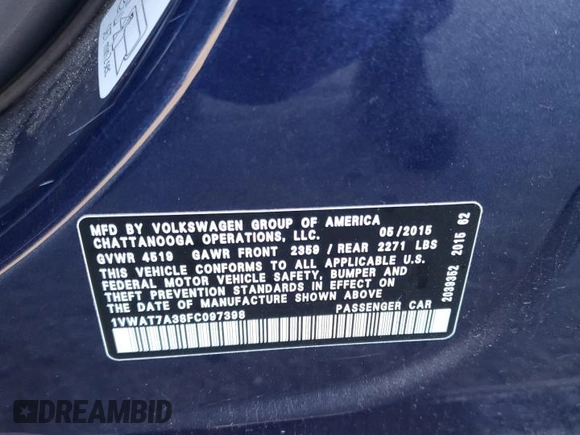 MFD BY VOLKSWAGEN GROUP OF AMERICA
CHATTANOOGA OPERATIONS, LLC. 05/2015
GVWR 4519 GAWR FRONT 2359 / REAR 2271 LBS
THIS VEHICLE CONFORMS TO ALL APPLICABLE U.S.
FEDERAL MOTOR VEHICLE SAFETY, BUMPER AND
THEFT PREVENTION STANDARDS IN EFFECT ON
THE DATE OF MANUFACTURE SHOWN ABOVE
1VWAT7A38FC097398 PASSENGER CAR
2039352 2015 62
DREAMBID